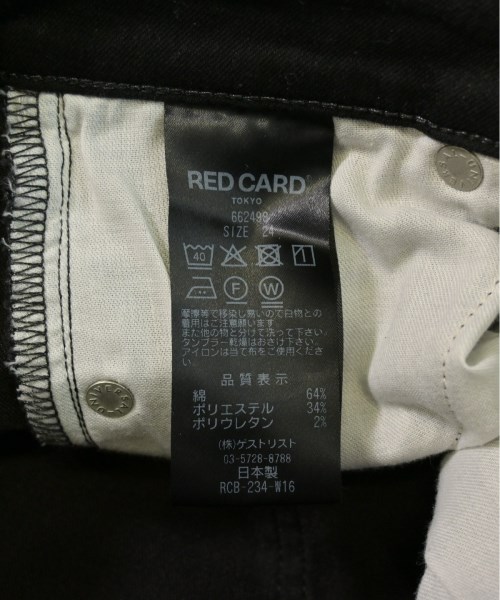 RED CARD
TOKYO
662499
SIZE 24
40
F
W
摩擦等で移染し易いので白物との
着用はご注意願います。
また他の物と分けて洗って下さい。
タンブラー乾燥はおさけ下さい。
アイロンは当て布をご使用くださ
い。
品質表示
綿 64%
ポリエステル 34%
ポリウレタン 2%
(株)ゲストリスト
03-5728-8788
日本製
RCB-234-W16